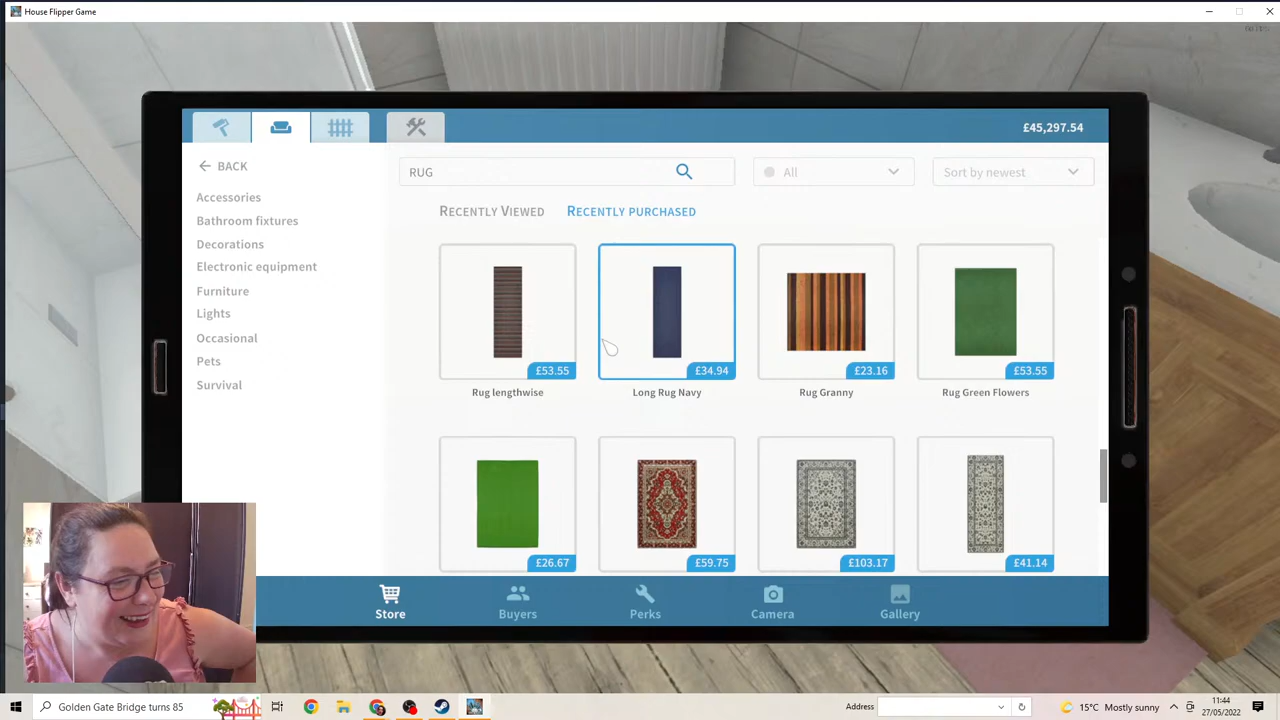 House Flipper Game
£45,297.54
BACK
RUG
All
Sort by newest
Accessories
Bathroom fixtures
Decorations
Electronic equipment
Furniture
Lights
Occasional
Pets
Survival
RECENTLY VIEWED
RECENTLY PURCHASED
£53.55
£34.94
£23.16
£53.55
Rug lengthwise
Long Rug Navy
Rug Granny
Rug Green Flowers
£26.67
£59.75
£103.17
£41.14
Store
Buyers
Perks
Camera
Gallery
Golden Gate Bridge turns 85
Address
15°C Mostly sunny
11:44
27/05/2022